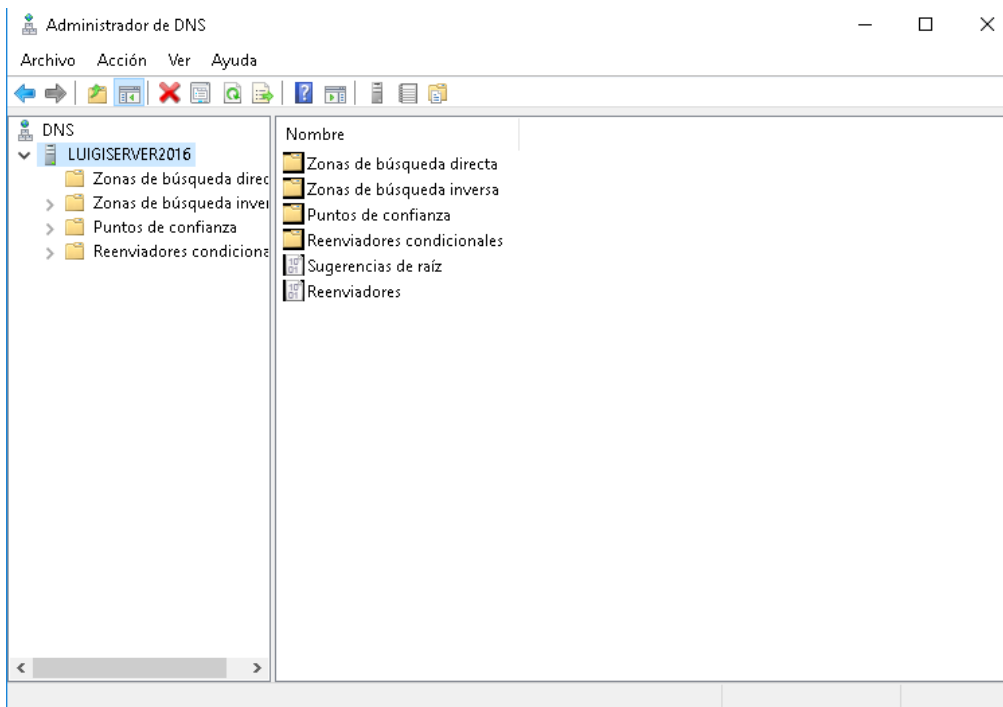 Administrador de DNS
Archivo Acción Ver Ayuda
DNS
LUIGISERVER2016
Zonas de búsqueda direc
Zonas de búsqueda inver
Puntos de confianza
Reenviadores condiciona
Nombre
Zonas de búsqueda directa
Zonas de búsqueda inversa
Puntos de confianza
Reenviadores condicionales
Sugerencias de raíz
Reenviadores